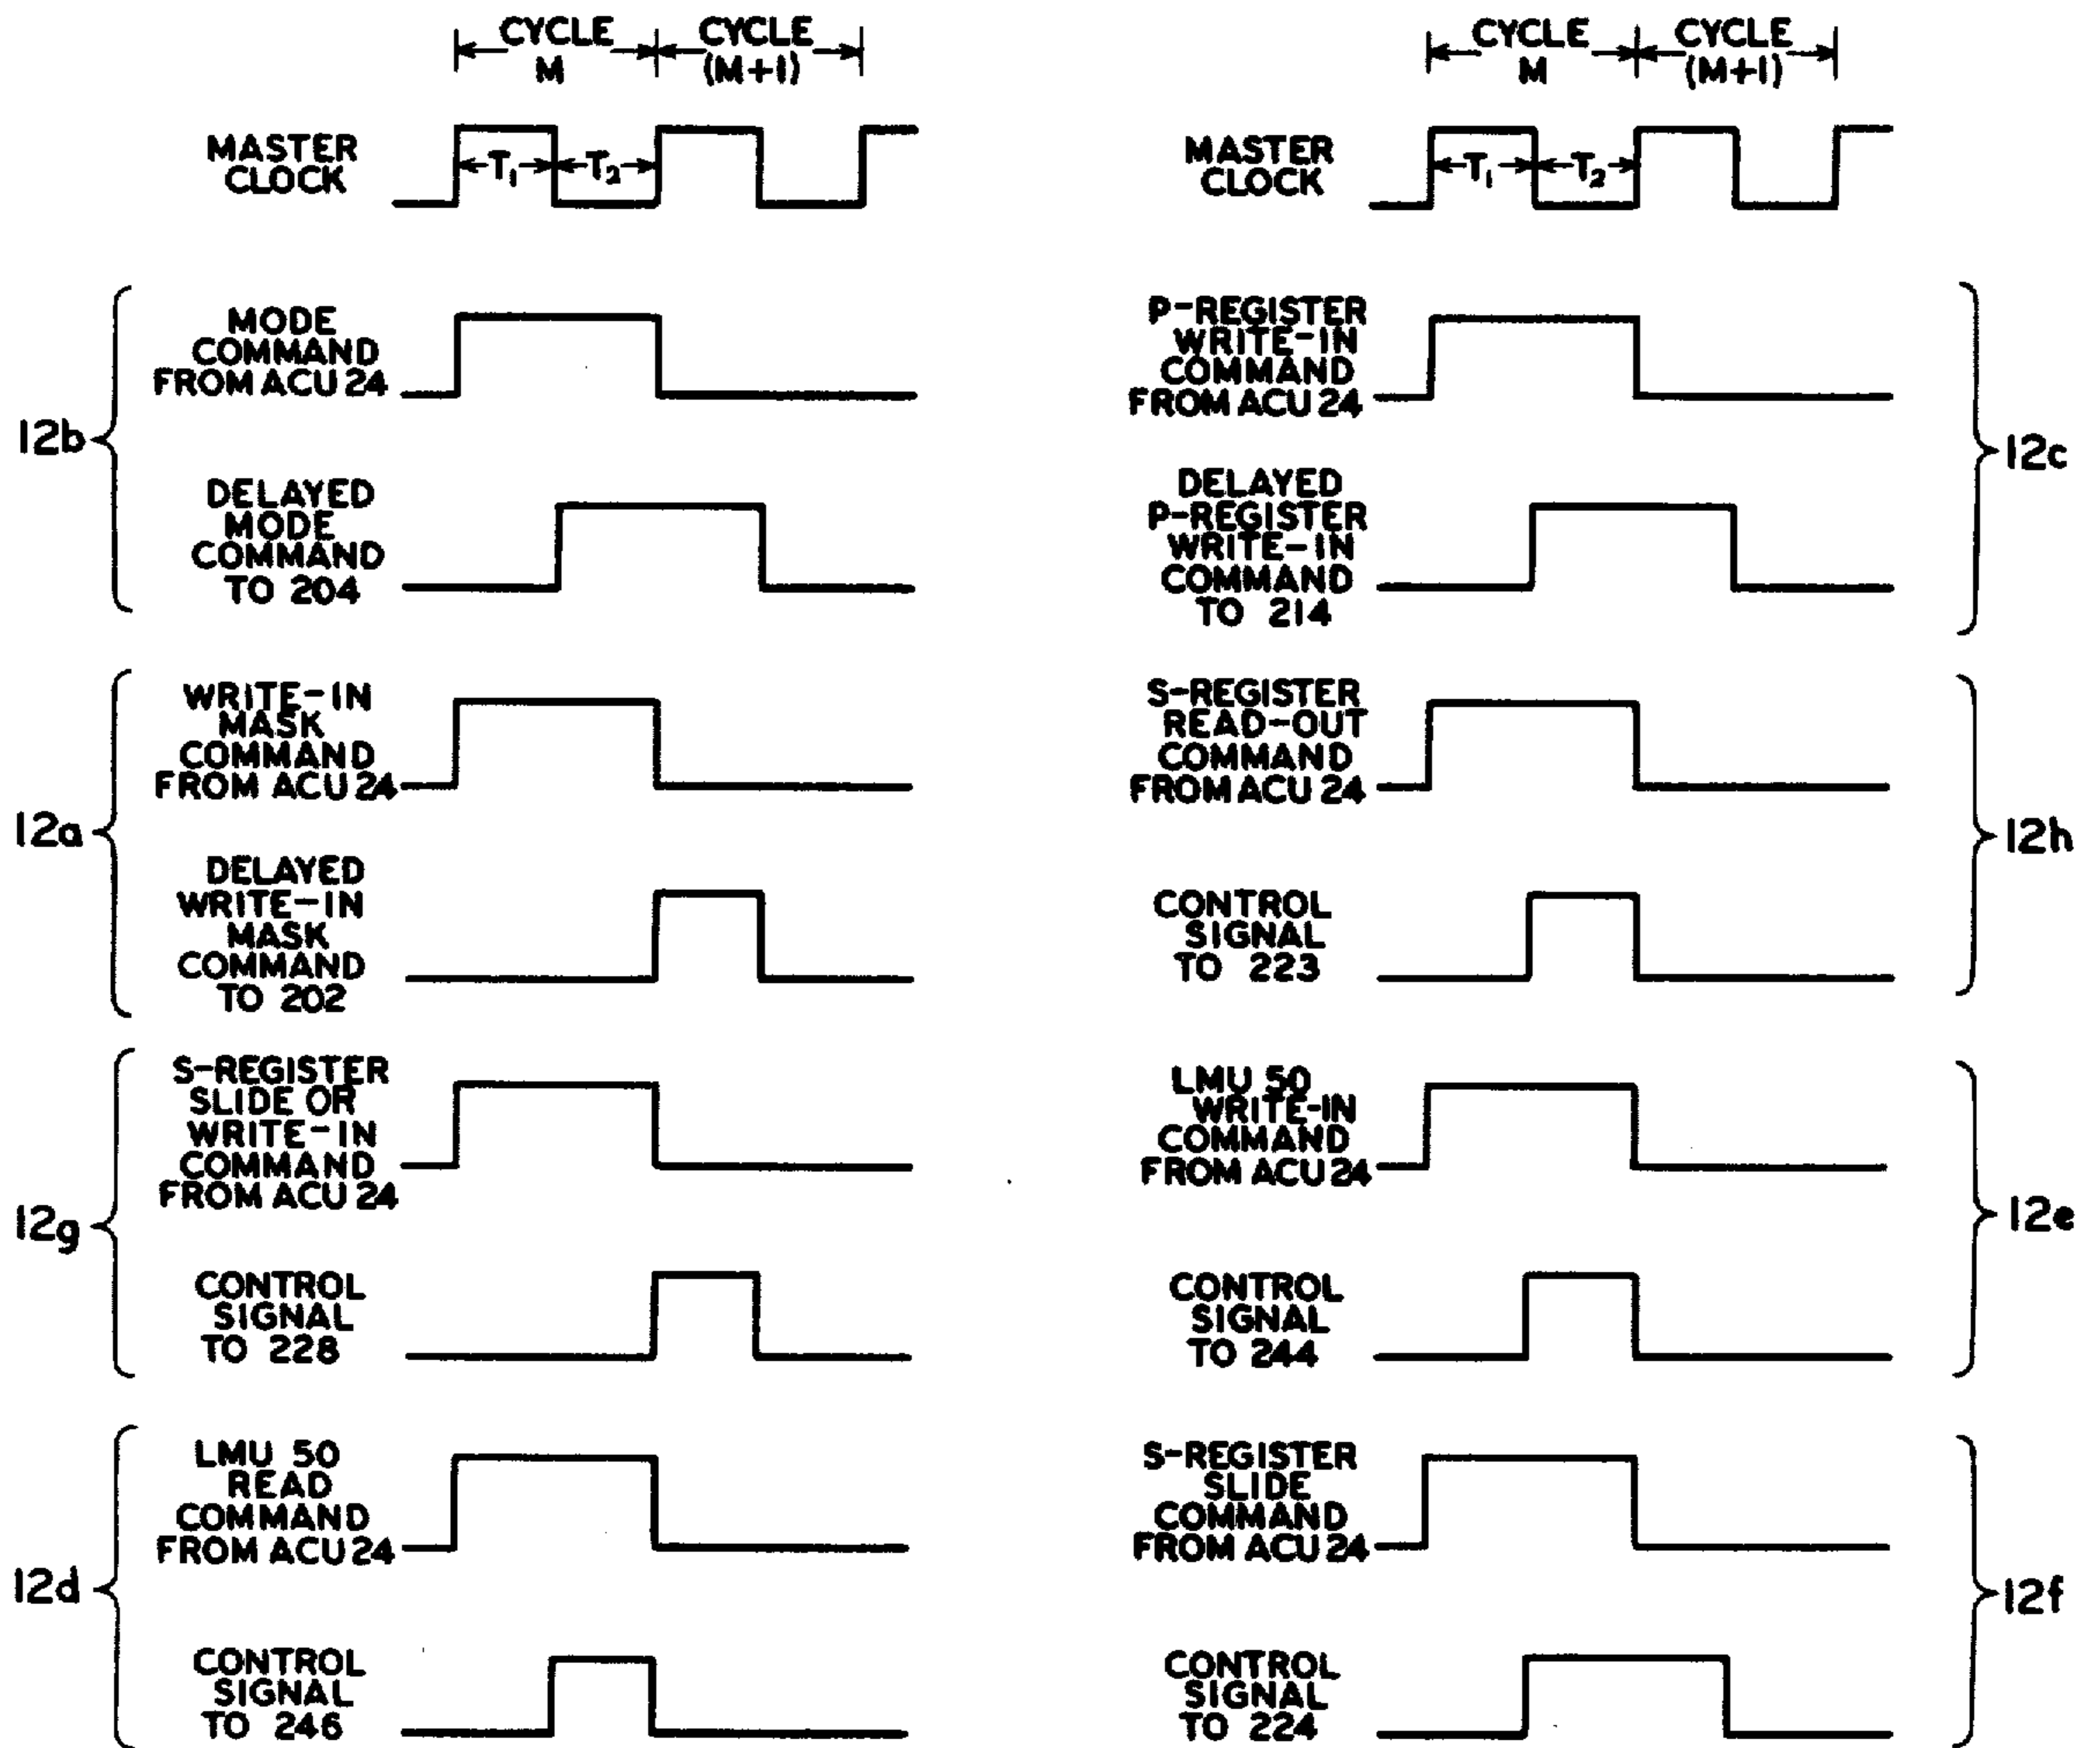 CYCLE
M
CYCLE
(M+1)
MASTER
CLOCK
T1
T2
12b
MODE
COMMAND
FROM ACU 24
DELAYED
MODE
COMMAND
TO 204
12a
WRITE-IN
MASK
COMMAND
FROM ACU 24
DELAYED
WRITE-IN
MASK
COMMAND
TO 202
12g
S-REGISTER
SLIDE OR
WRITE-IN
COMMAND
FROM ACU 24
CONTROL
SIGNAL
TO 228
12d
LMU 50
READ
COMMAND
FROM ACU 24
CONTROL
SIGNAL
TO 246
CYCLE
M
CYCLE
(M+1)
MASTER
CLOCK
T1
T2
P-REGISTER
WRITE-IN
COMMAND
FROM ACU 24
DELAYED
P-REGISTER
WRITE-IN
COMMAND
TO 214
12c
S-REGISTER
READ-OUT
COMMAND
FROM ACU 24
CONTROL
SIGNAL
TO 223
12h
LMU 50
WRITE-IN
COMMAND
FROM ACU 24
CONTROL
SIGNAL
TO 244
12e
S-REGISTER
SLIDE
COMMAND
FROM ACU 24
CONTROL
SIGNAL
TO 224
12f